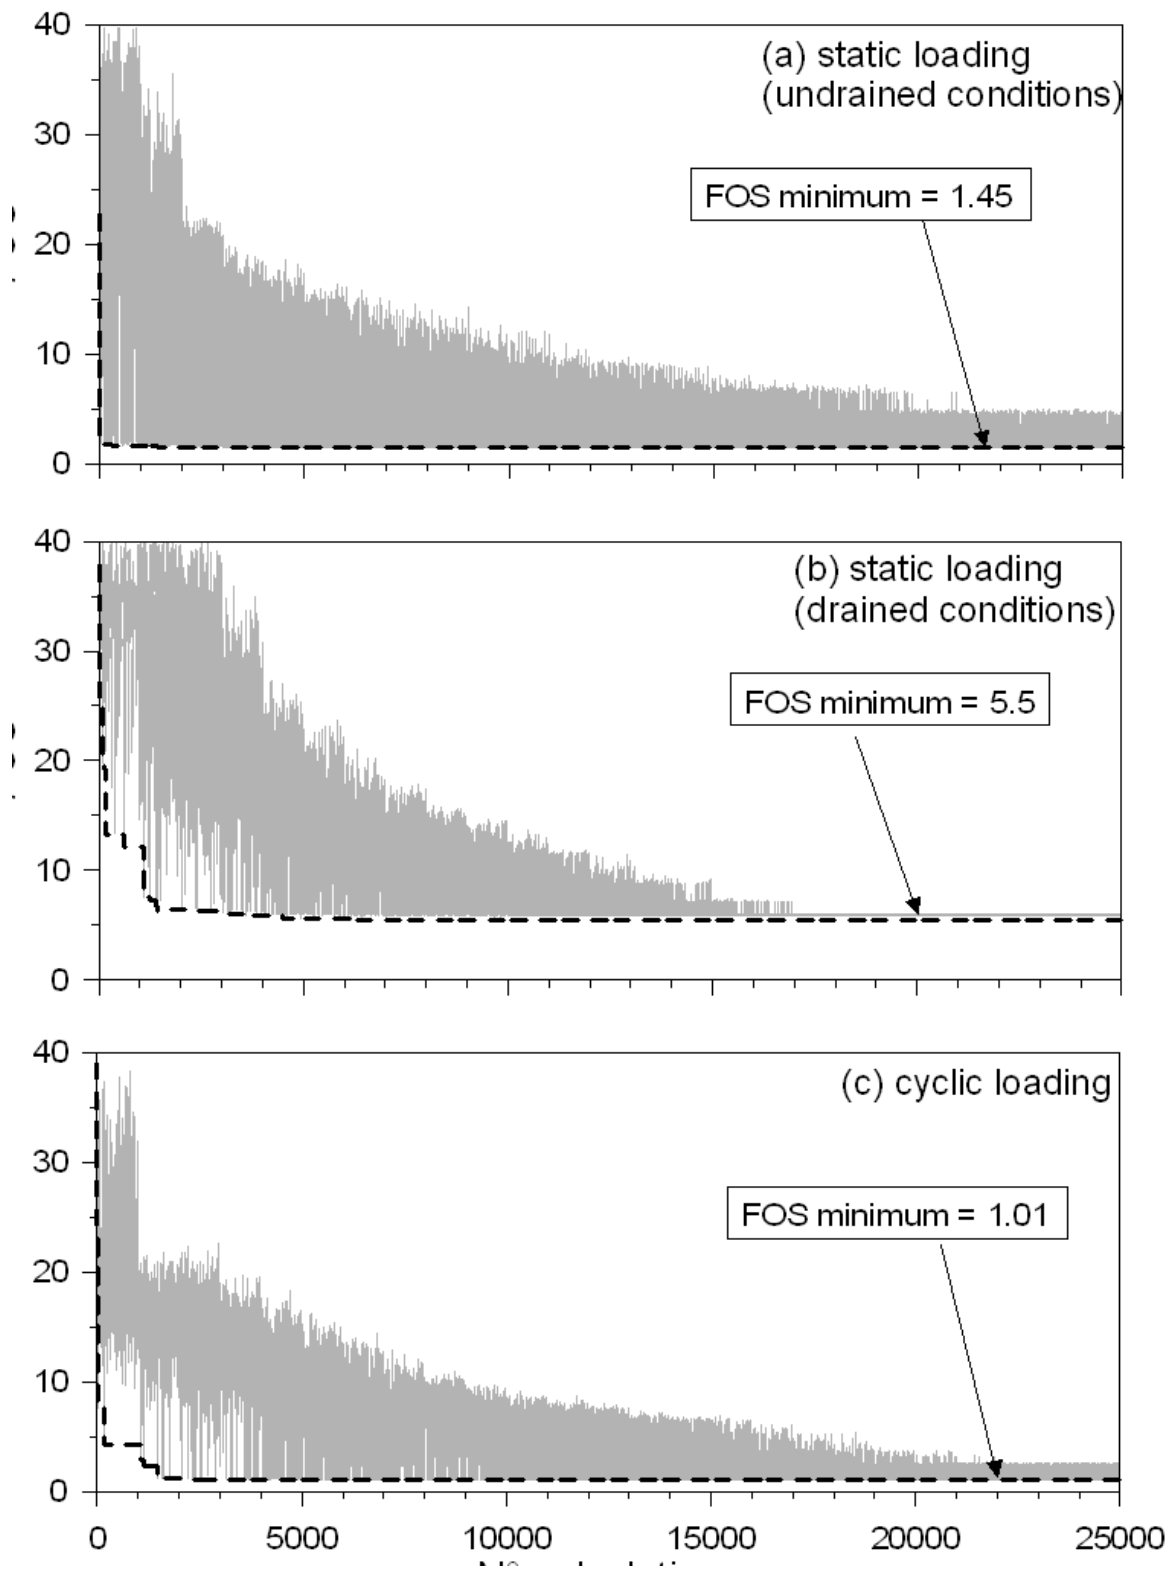 40
(a) static loading
(undrained conditions)
30
FOS minimum = 1.45
20
10
0
40
(b) static loading
(drained conditions)
30
FOS minimum = 5.5
20
10
0
40
(c) cyclic loading
30
FOS minimum = 1.01
20
10
0
0 5000 10000 15000 20000 25000